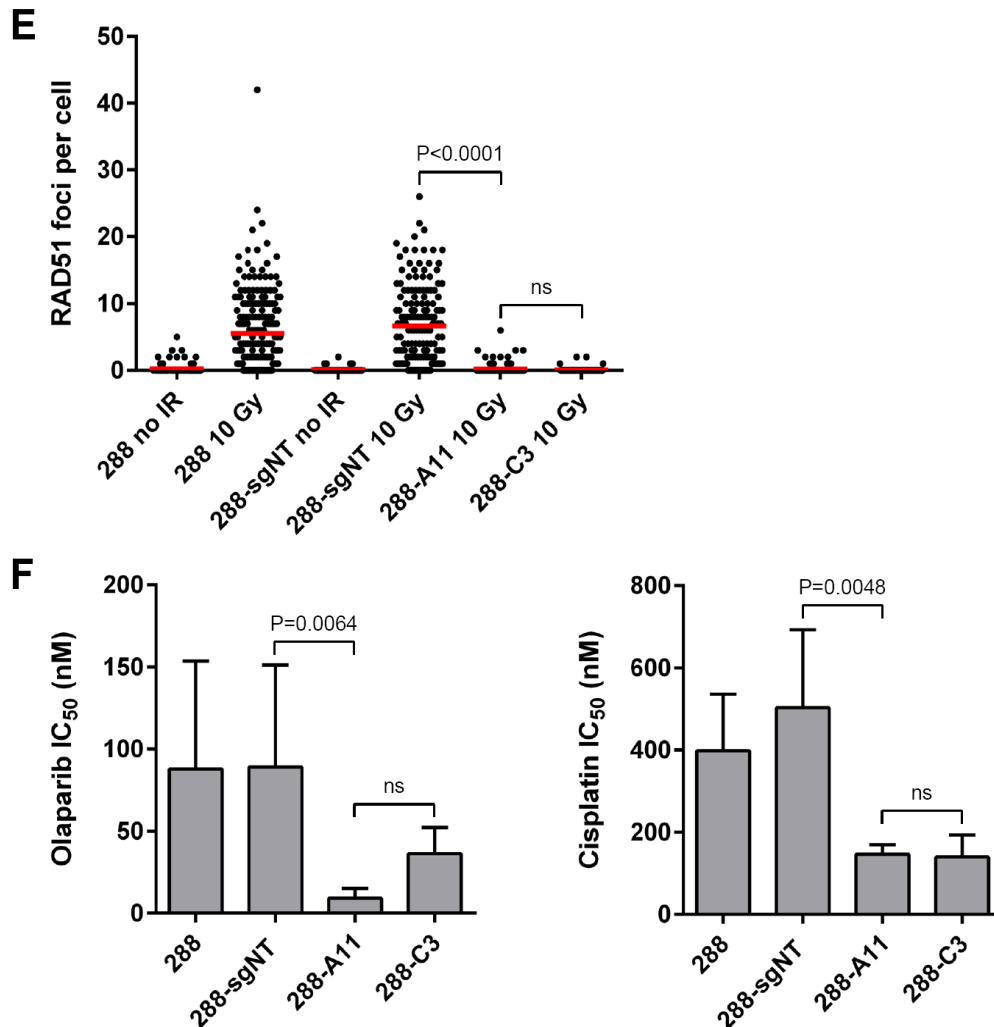 E
RAD51 foci per cell
50
40
30
20
10
0
P<0.0001
ns
288 no IR
288 10 Gy
288-sgNT no IR
288-sgNT 10 Gy
288-A11 10 Gy
288-C3 10 Gy
F
Olaparib IC50 (nM)
200
150
100
50
0
P=0.0064
ns
288
288-sgNT
288-A11
288-C3
Cisplatin IC50 (nM)
800
600
400
200
0
P=0.0048
ns
288
288-sgNT
288-A11
288-C3